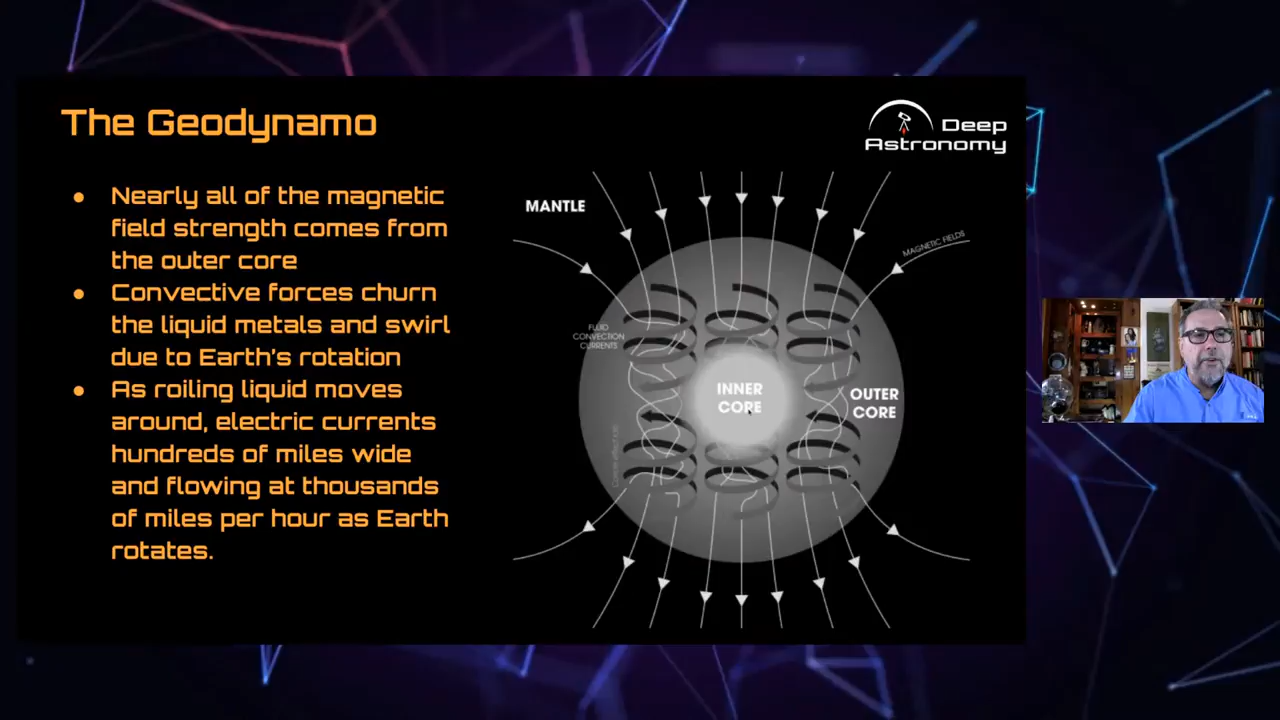 The Geodynamo
Deep
Astronomy
● Nearly all of the magnetic
field strength comes from
the outer core
● Convective forces churn
the liquid metals and swirl
due to Earth's rotation
● As roiling liquid moves
around, electric currents
hundreds of miles wide
and flowing at thousands
of miles per hour as Earth
rotates.
MANTLE
MAGNETIC FIELDS
FLUID
CONVECTION
CURRENTS
INNER
CORE
OUTER
CORE